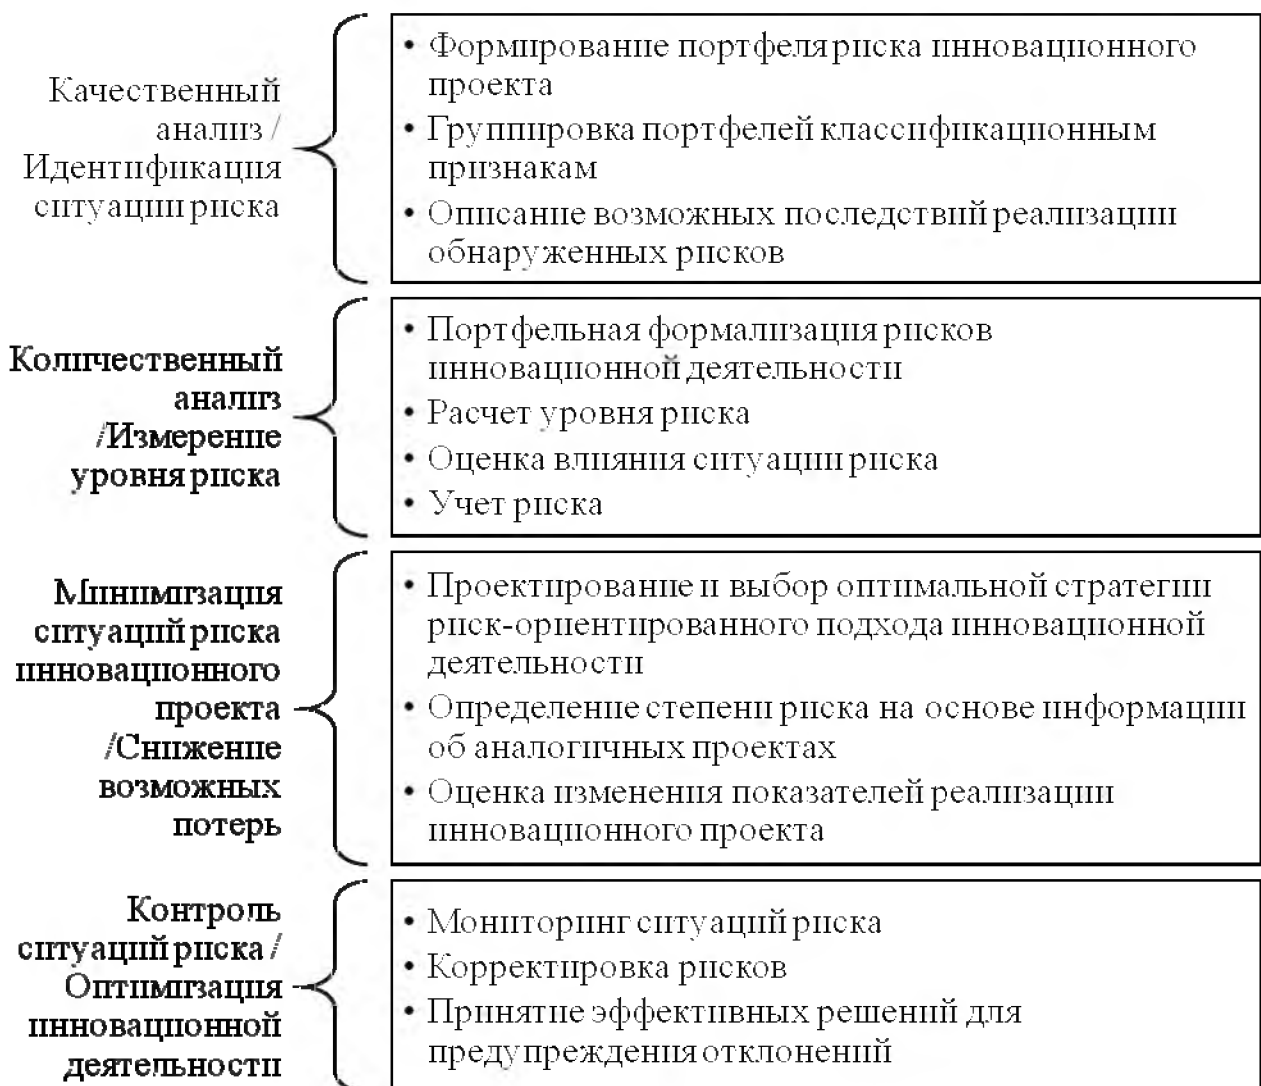 Качественный
анализ /
Идентификация
ситуации риска
• Формирование портфеля риска инновационного
проекта
• Группировка портфелей классификационным
признакам
• Описание возможных последствий реализации
обнаруженных рисков
Количественный
анализ
/Измерение
уровня риска
• Портфельная формализация рисков
инновационной деятельности
• Расчет уровня риска
• Оценка влияния ситуации риска
• Учет риска
Минимизация
ситуаций риска
инновационного
проекта
/Снижение
возможных
потерь
• Проектирование и выбор оптимальной стратегии
риск-ориентированного подхода инновационной
деятельности
• Определение степени риска на основе информации
об аналогичных проектах
• Оценка изменения показателей реализации
инновационного проекта
Контроль
ситуаций риска /
Оптимизация
инновационной
деятельности
• Мониторинг ситуаций риска
• Корректировка рисков
• Принятие эффективных решений для
предупреждения отклонений